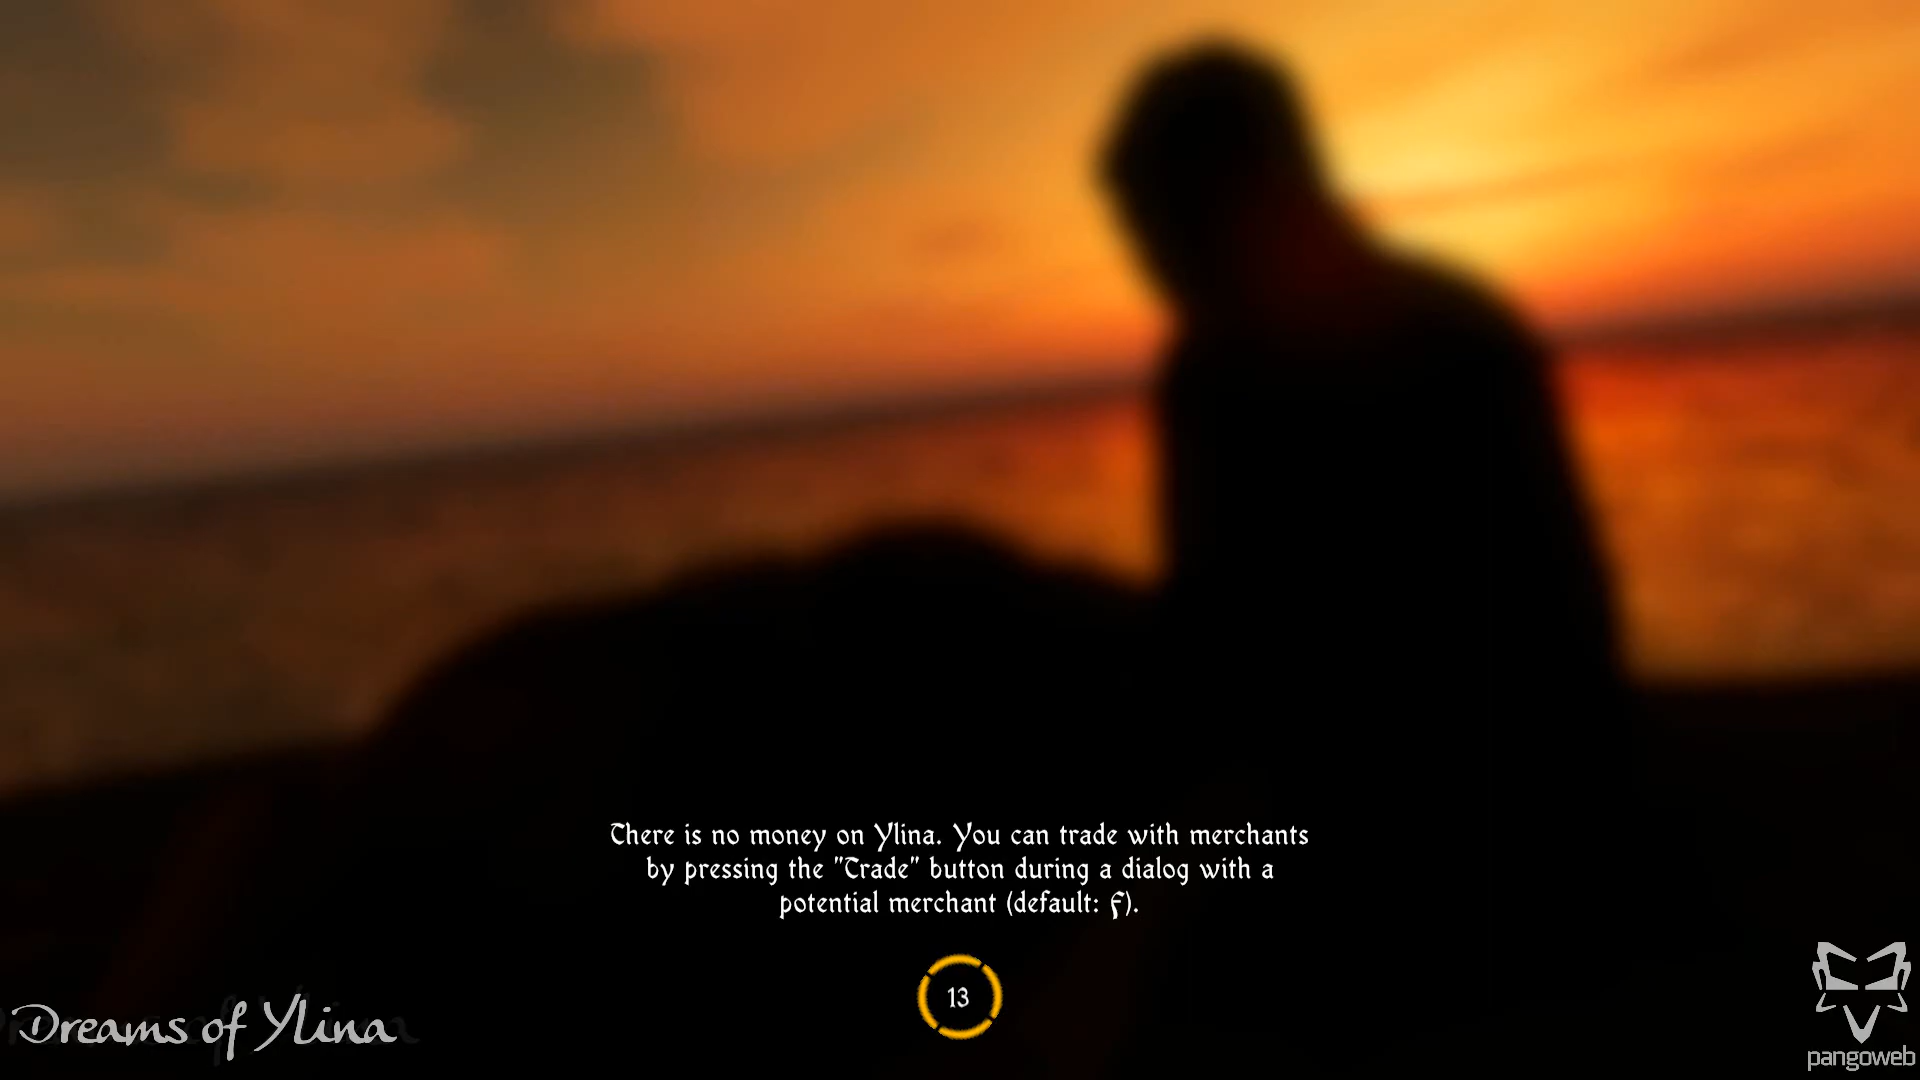 There is no money on Ylina. You can trade with merchants
by pressing the "Trade" button during a dialog with a
potential merchant (default: F).
13
Dreams of Ylina
pangoweb